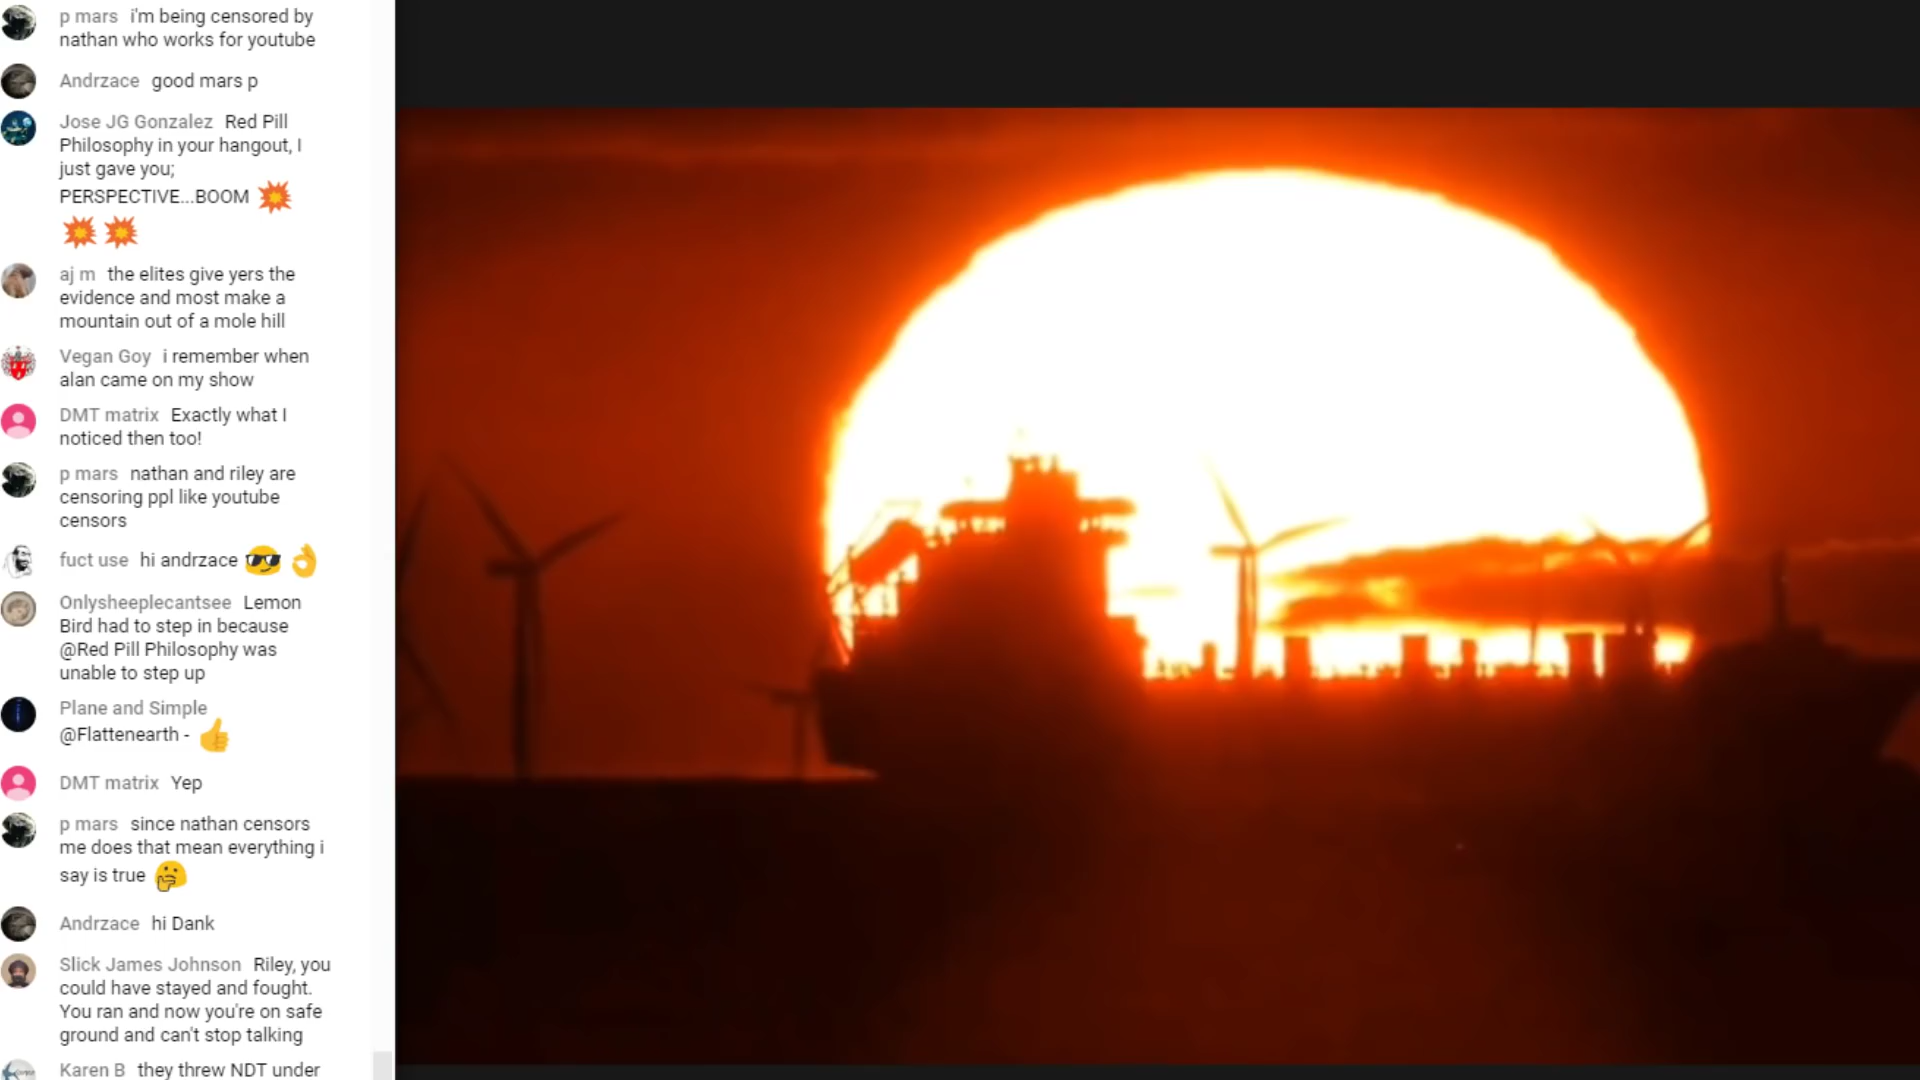 p mars i'm being censored by
nathan who works for youtube
Andrzace good mars p
Jose JG Gonzalez Red Pill
Philosophy in your hangout, I
just gave you;
PERSPECTIVE...BOOM 💥
💥 💥
aj m the elites give yers the
evidence and most make a
mountain out of a mole hill
Vegan Goy i remember when
alan came on my show
DMT matrix Exactly what I
noticed then too!
p mars nathan and riley are
censoring ppl like youtube
censors
fuct use hi andrzace 😎 👌
Onlysheeplecantsee Lemon
Bird had to step in because
@Red Pill Philosophy was
unable to step up
Plane and Simple
@Flattenearth - 👍
DMT matrix Yep
p mars since nathan censors
me does that mean everything i
say is true 🤔
Andrzace hi Dank
Slick James Johnson Riley, you
could have stayed and fought.
You ran and now you're on safe
ground and can't stop talking
Karen B they threw NDT under